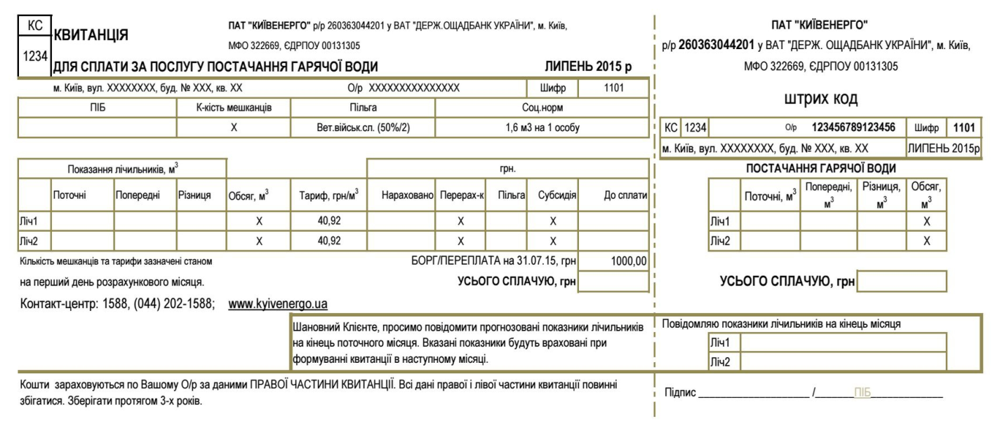 КС
1234
КВИТАНЦІЯ
ПАТ "КИЇВЕНЕРГО" р/р 260363044201 у ВАТ "ДЕРЖ.ОЩАДБАНК УКРАЇНИ", м. Київ,
МФО 322669, ЄДРПОУ 00131305
ДЛЯ СПЛАТИ ЗА ПОСЛУГУ ПОСТАЧАННЯ ГАРЯЧОЇ ВОДИ ЛИПЕНЬ 2015 р
м. Київ, вул. XXXXXXXX, буд. № XXX, кв. XX О/р XXXXXXXXXXXXXXX Шифр 1101
ПІБ К-кість мешканців Пільга Соц.норм
X Вет.військ.сл. (50%/2) 1,6 м3 на 1 особу
Показання лічильників, м³ грн.
Поточні Попередні Різниця Обсяг, м³ Тариф, грн/м³ Нараховано Перерах-к Пільга Субсидія До сплати
Ліч1 X 40,92 X X
Ліч2 X 40,92 X X
Кількість мешканців та тарифи зазначені станом БОРГ/ПЕРЕПЛАТА на 31.07.15, грн 1000,00
на перший день розрахункового місяця. УСЬОГО СПЛАЧУЮ, грн
Контакт-центр: 1588, (044) 202-1588; www.kyivenergo.ua
Шановний Клієнте, просимо повідомити прогнозовані показники лічильників
на кінець поточного місяця. Вказані показники будуть враховані при
формуванні квитанції в наступному місяці.
Кошти зараховуються по Вашому О/р за даними ПРАВОЇ ЧАСТИНИ КВИТАНЦІЇ. Всі дані правої і лівої частини квитанції повинні
збігатися. Зберігати протягом 3-х років.
ПАТ "КИЇВЕНЕРГО"
р/р 260363044201 у ВАТ "ДЕРЖ. ОЩАДБАНК УКРАЇНИ", м. Київ,
МФО 322669, ЄДРПОУ 00131305
штрих код
КС 1234 О/р 123456789123456 Шифр 1101
м. Київ, вул. XXXXXXXX, буд. № XXX, кв. XX ЛИПЕНЬ 2015р
ПОСТАЧАННЯ ГАРЯЧОЇ ВОДИ
Поточні, м³ Попередні, м³ Різниця, м³ Обсяг, м³
Ліч1 X
Ліч2 X
УСЬОГО СПЛАЧУЮ, грн
Повідомляю показники лічильників на кінець місяця
Ліч1
Ліч2
Підпис ____________________ /_______ПІБ_____________